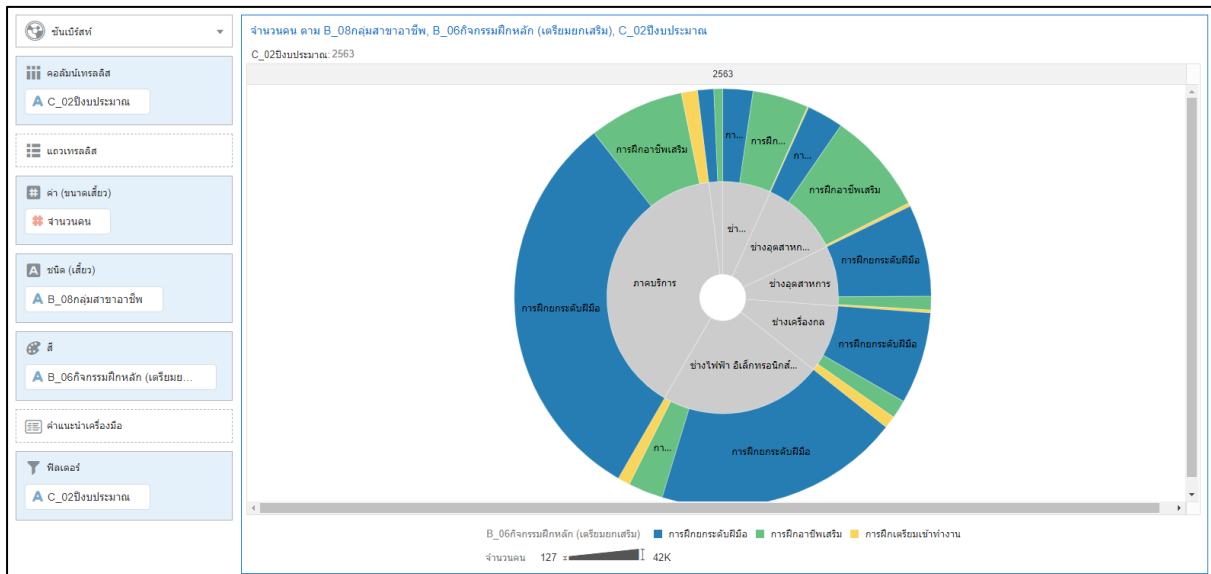 ซันเบิร์สท์
คอลัมน์เทรลลิส
C_02ปีงบประมาณ
แถวเทรลลิส
ค่า (ขนาดเสี้ยว)
จำนวนคน
ชนิด (เสี้ยว)
B_08กลุ่มสาขาอาชีพ
สี
B_06กิจกรรมฝึกหลัก (เตรียมย...
คำแนะนำเครื่องมือ
ฟิลเตอร์
C_02ปีงบประมาณ
จำนวนคน ตาม B_08กลุ่มสาขาอาชีพ, B_06กิจกรรมฝึกหลัก (เตรียมยกเสริม), C_02ปีงบประมาณ
C_02ปีงบประมาณ: 2563
2563
กา...
การฝึก...
กา...
การฝึกอาชีพเสริม
การฝึกอาชีพเสริม
ช่า...
ช่างอุตสาหก...
การฝึกยกระดับฝีมือ
ภาคบริการ
ช่างอุตสาหการ
การฝึกยกระดับฝีมือ
ช่างเครื่องกล
การฝึกยกระดับฝีมือ
ช่างไฟฟ้า อิเล็กทรอนิกส์...
กา...
การฝึกยกระดับฝีมือ
B_06กิจกรรมฝึกหลัก (เตรียมยกเสริม) การฝึกยกระดับฝีมือ การฝึกอาชีพเสริม การฝึกเตรียมเข้าทำงาน
จำนวนคน 127 42K